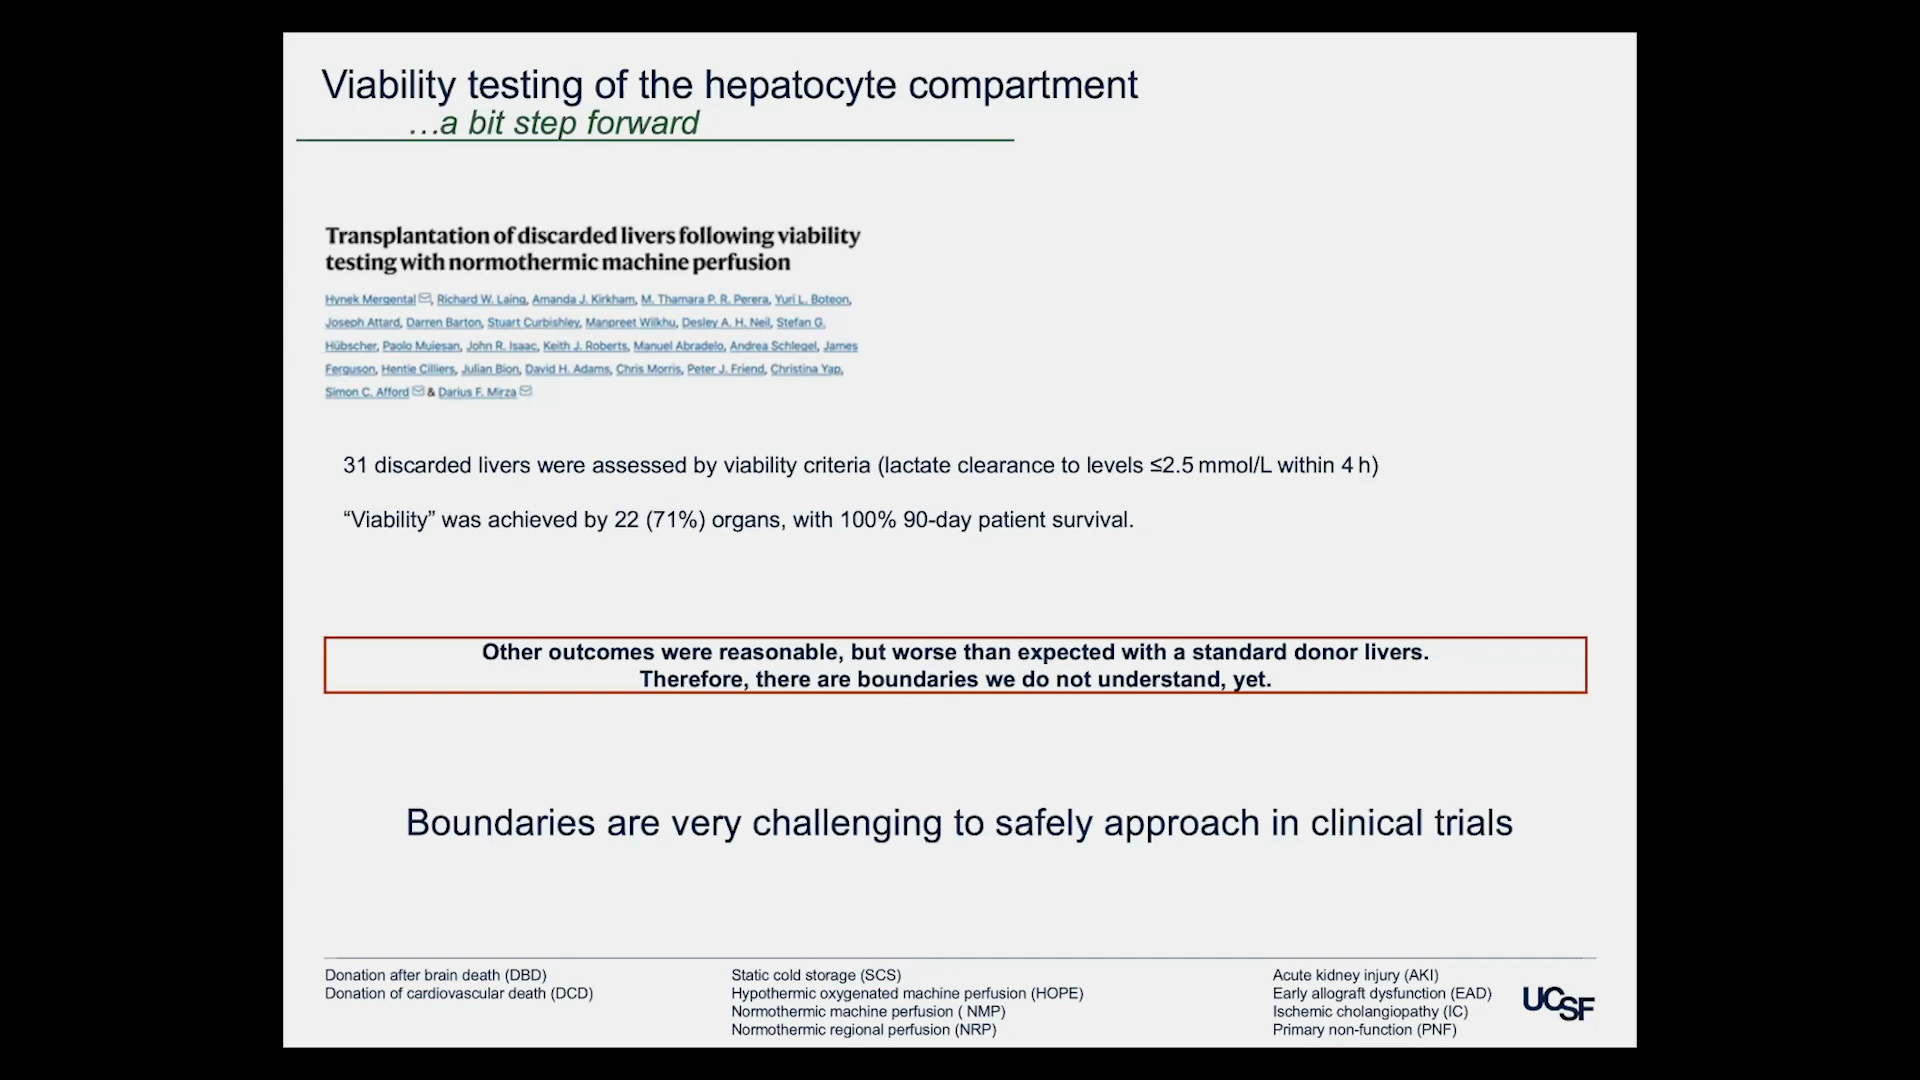 Viability testing of the hepatocyte compartment
…a bit step forward
Transplantation of discarded livers following viability
testing with normothermic machine perfusion
Hynek Mergental, Richard W. Laing, Amanda J. Kirkham, M. Thamara P. R. Perera, Yuri L. Boteon,
Joseph Attard, Darren Barton, Stuart Curbishley, Manpreet Wilkhu, Desley A. H. Neil, Stefan G.
Hübscher, Paolo Muiesan, John R. Isaac, Keith J. Roberts, Manuel Abradelo, Andrea Schlegel, James
Ferguson, Hentie Cilliers, Julian Bion, David H. Adams, Chris Morris, Peter J. Friend, Christina Yap,
Simon C. Afford & Darius F. Mirza
31 discarded livers were assessed by viability criteria (lactate clearance to levels ≤2.5 mmol/L within 4 h)
“Viability” was achieved by 22 (71%) organs, with 100% 90-day patient survival.
Other outcomes were reasonable, but worse than expected with a standard donor livers.
Therefore, there are boundaries we do not understand, yet.
Boundaries are very challenging to safely approach in clinical trials
Donation after brain death (DBD)
Donation of cardiovascular death (DCD)
Static cold storage (SCS)
Hypothermic oxygenated machine perfusion (HOPE)
Normothermic machine perfusion ( NMP)
Normothermic regional perfusion (NRP)
Acute kidney injury (AKI)
Early allograft dysfunction (EAD)
Ischemic cholangiopathy (IC)
Primary non-function (PNF)
UCSF